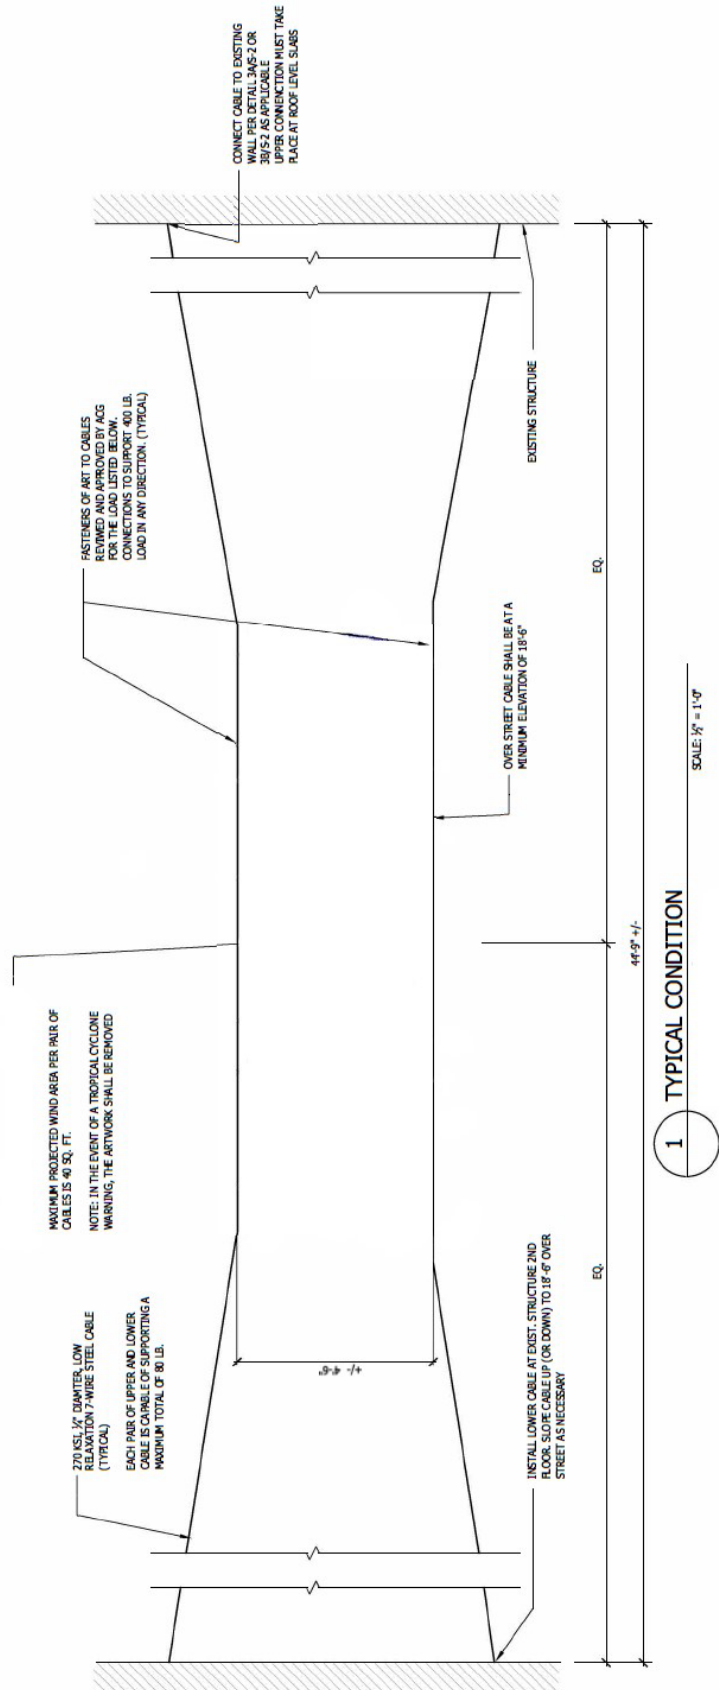 MAXIMUM PROJECTED WIND AREA PER PAIR OF
CABLES IS 40 SQ. FT.
NOTE: IN THE EVENT OF A TROPICAL CYCLONE
WARNING, THE ARTWORK SHALL BE REMOVED
270 KSI, ¼" DIAMTER, LOW
RELAXATION 7-WIRE STEEL CABLE
(TYPICAL)
EACH PAIR OF UPPER AND LOWER
CABLE IS CAPABLE OF SUPPORTING A
MAXIMUM TOTAL OF 80 LB.
FASTENERS OF ART TO CABLES
REVIWED AND APPROVED BY ACG
FOR THE LOAD LISTED BELOW.
CONNECTIONS TO SUPPORT 400 LB.
LOAD IN ANY DIRECTION. (TYPICAL)
CONNECT CABLE TO EXISTING
WALL PER DETAIL 3A/S-2 OR
3B/S-2 AS APPLICABLE
UPPER CONNENCTION MUST TAKE
PLACE AT ROOF LEVEL SLABS
+/- 4'-6"
INSTALL LOWER CABLE AT EXIST. STRUCTURE 2ND
FLOOR. SLOPE CABLE UP (OR DOWN) TO 18'-6" OVER
STREET AS NECESSARY
OVER STREET CABLE SHALL BE AT A
MINIMUM ELEVATION OF 18'-6"
EXISTING STRUCTURE
EQ.
EQ.
44'-9" +/-
1
TYPICAL CONDITION
SCALE: ½" = 1'-0"